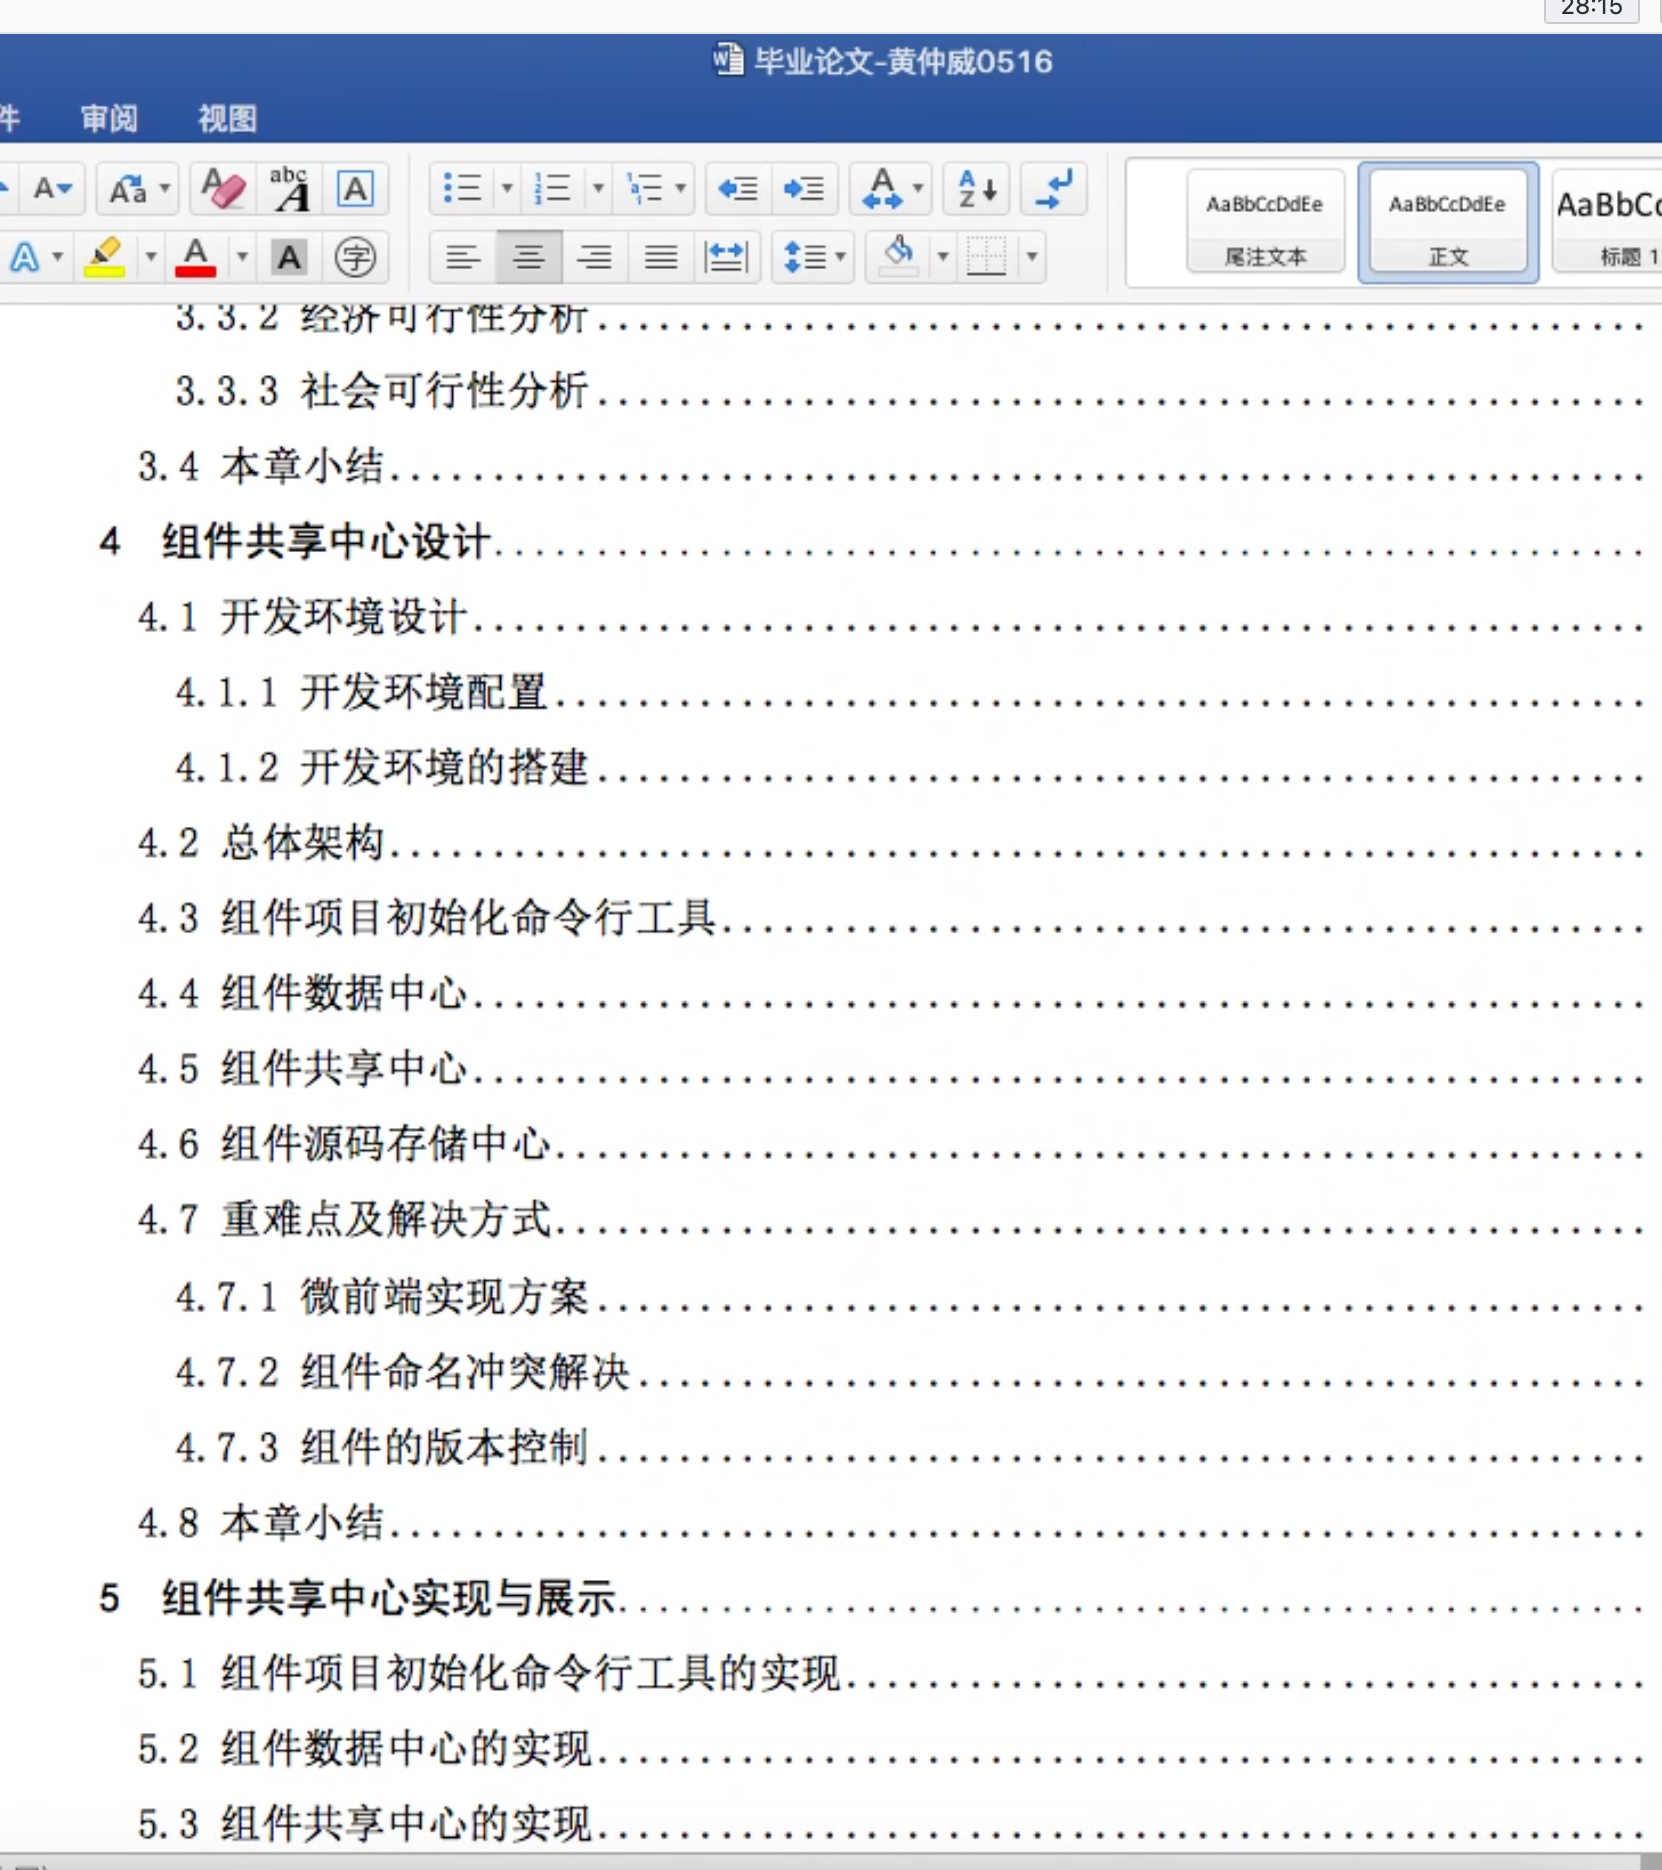 28:15
毕业论文-黄仲威0516
件 审阅 视图
AaBbCcDdEe AaBbCcDdEe AaBbCc
尾注文本 正文 标题 1
3.3.2 经济可行性分析
3.3.3 社会可行性分析
3.4 本章小结
4 组件共享中心设计
4.1 开发环境设计
4.1.1 开发环境配置
4.1.2 开发环境的搭建
4.2 总体架构
4.3 组件项目初始化命令行工具
4.4 组件数据中心
4.5 组件共享中心
4.6 组件源码存储中心
4.7 重难点及解决方式
4.7.1 微前端实现方案
4.7.2 组件命名冲突解决
4.7.3 组件的版本控制
4.8 本章小结
5 组件共享中心实现与展示
5.1 组件项目初始化命令行工具的实现
5.2 组件数据中心的实现
5.3 组件共享中心的实现